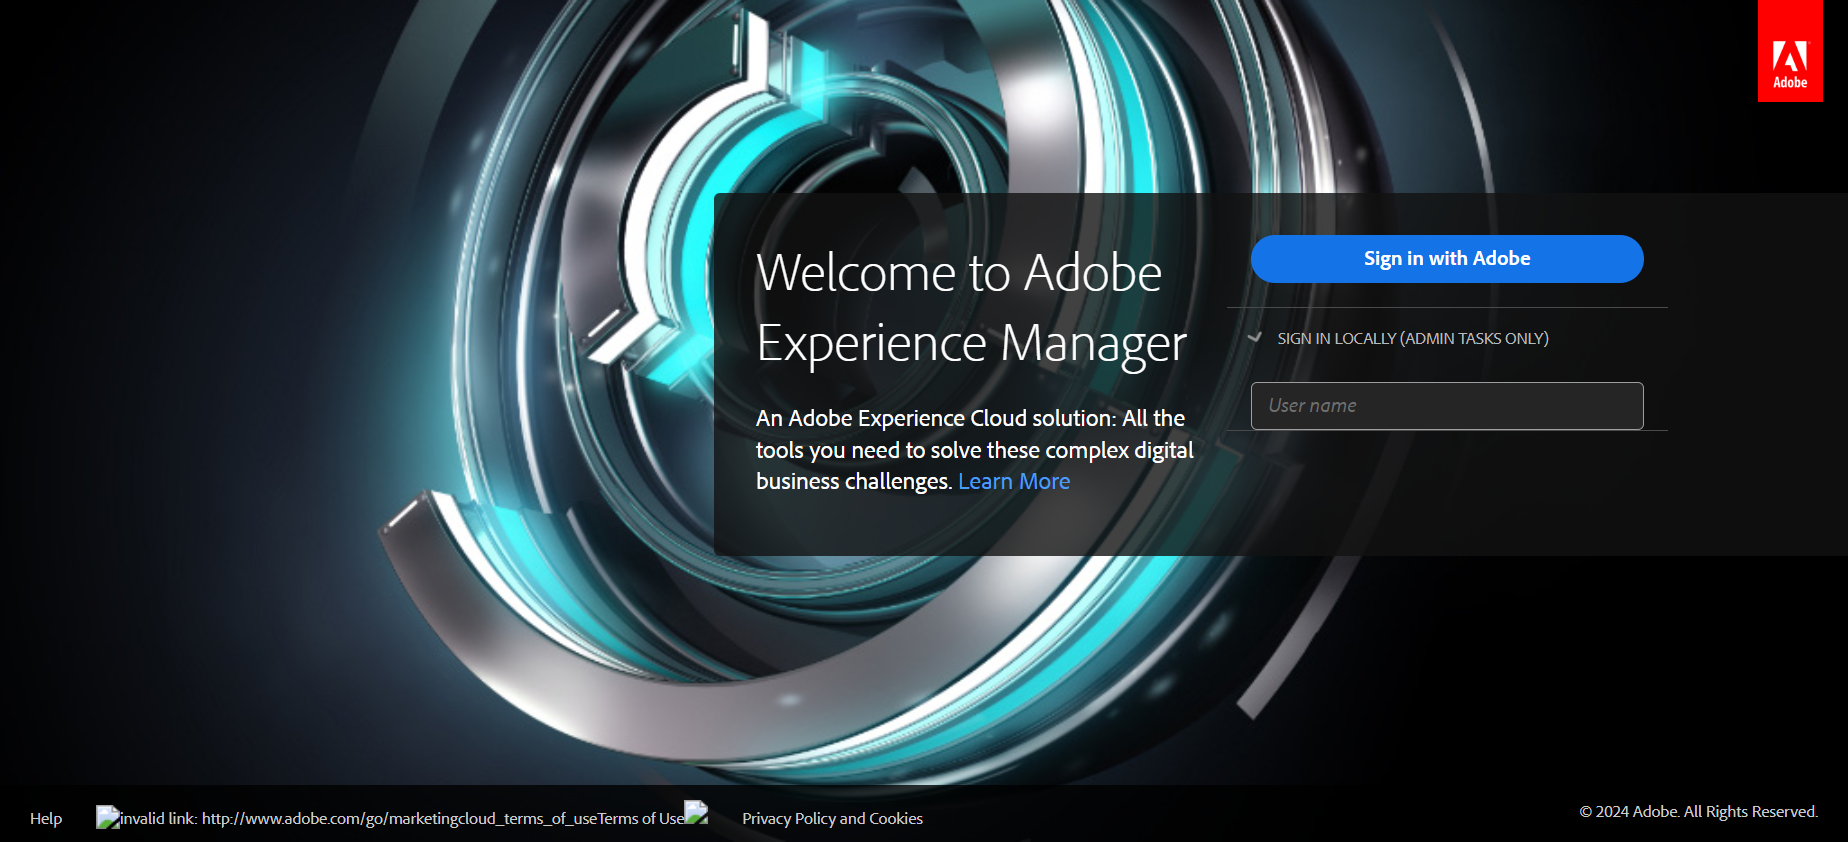 Adobe
Welcome to Adobe
Experience Manager
An Adobe Experience Cloud solution: All the
tools you need to solve these complex digital
business challenges. Learn More
Sign in with Adobe
SIGN IN LOCALLY (ADMIN TASKS ONLY)
User name
Help
invalid link: http://www.adobe.com/go/marketingcloud_terms_of_useTerms of Use
Privacy Policy and Cookies
© 2024 Adobe. All Rights Reserved.